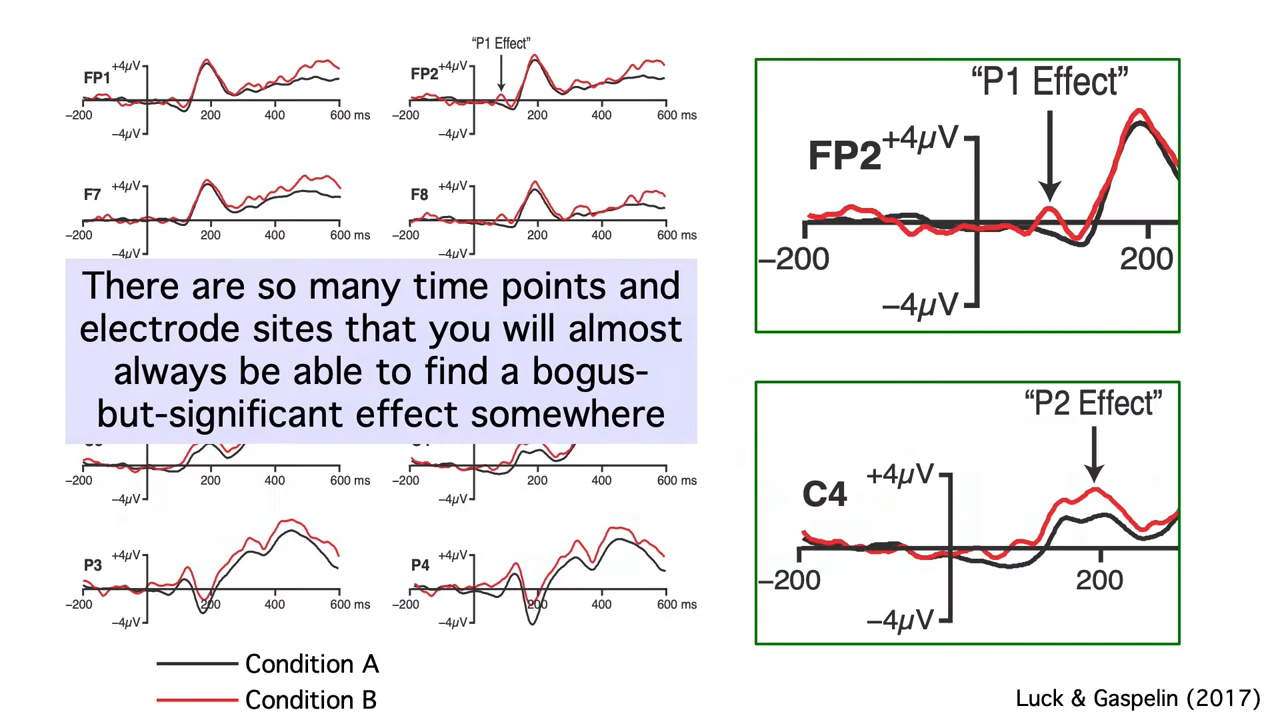 "P1 Effect"
FP1
+4µV
−4µV
−200
200
400
600 ms
FP2
+4µV
−4µV
−200
200
400
600 ms
F7
+4µV
−4µV
−200
200
400
600 ms
F8
+4µV
−4µV
−200
200
400
600 ms
There are so many time points and
electrode sites that you will almost
always be able to find a bogus-
but-significant effect somewhere
−4µV
−200
200
400
600 ms
−4µV
−200
200
400
600 ms
P3
+4µV
−4µV
−200
200
400
600 ms
P4
+4µV
−4µV
−200
200
400
600 ms
Condition A
Condition B
“P1 Effect”
FP2
+4µV
−4µV
−200
200
“P2 Effect”
C4
+4µV
−4µV
−200
200
Luck & Gaspelin (2017)